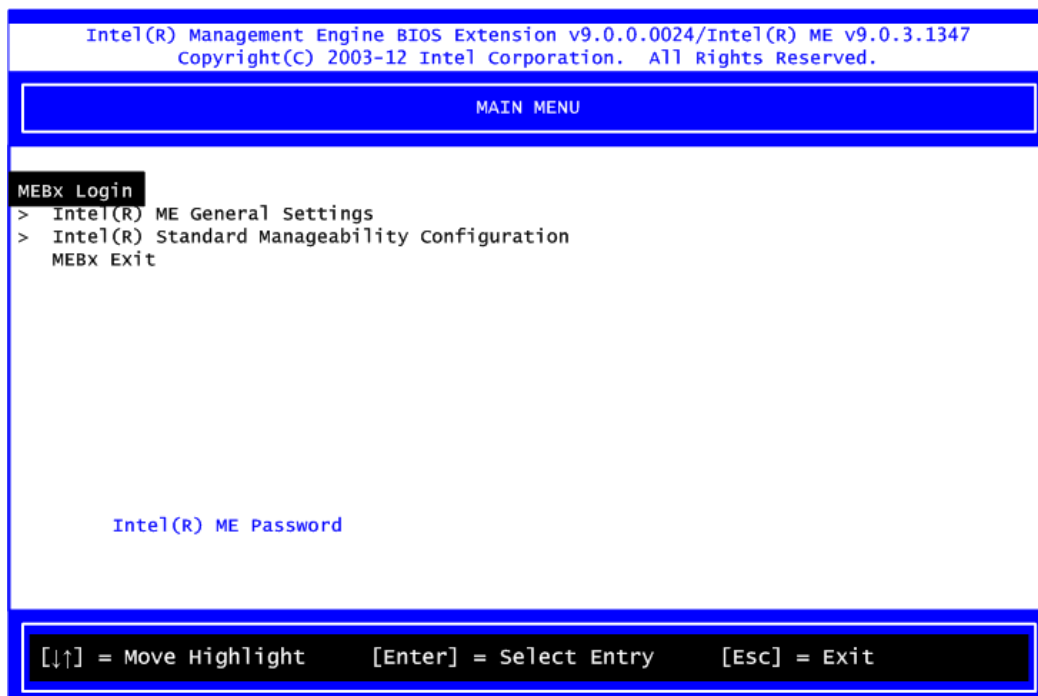 Intel(R) Management Engine BIOS Extension v9.0.0.0024/Intel(R) ME v9.0.3.1347
Copyright(C) 2003-12 Intel Corporation.  All Rights Reserved.
MAIN MENU
MEBx Login
>  Intel(R) ME General Settings
>  Intel(R) Standard Manageability Configuration
MEBx Exit
Intel(R) ME Password
[↓↑] = Move Highlight     [Enter] = Select Entry     [Esc] = Exit